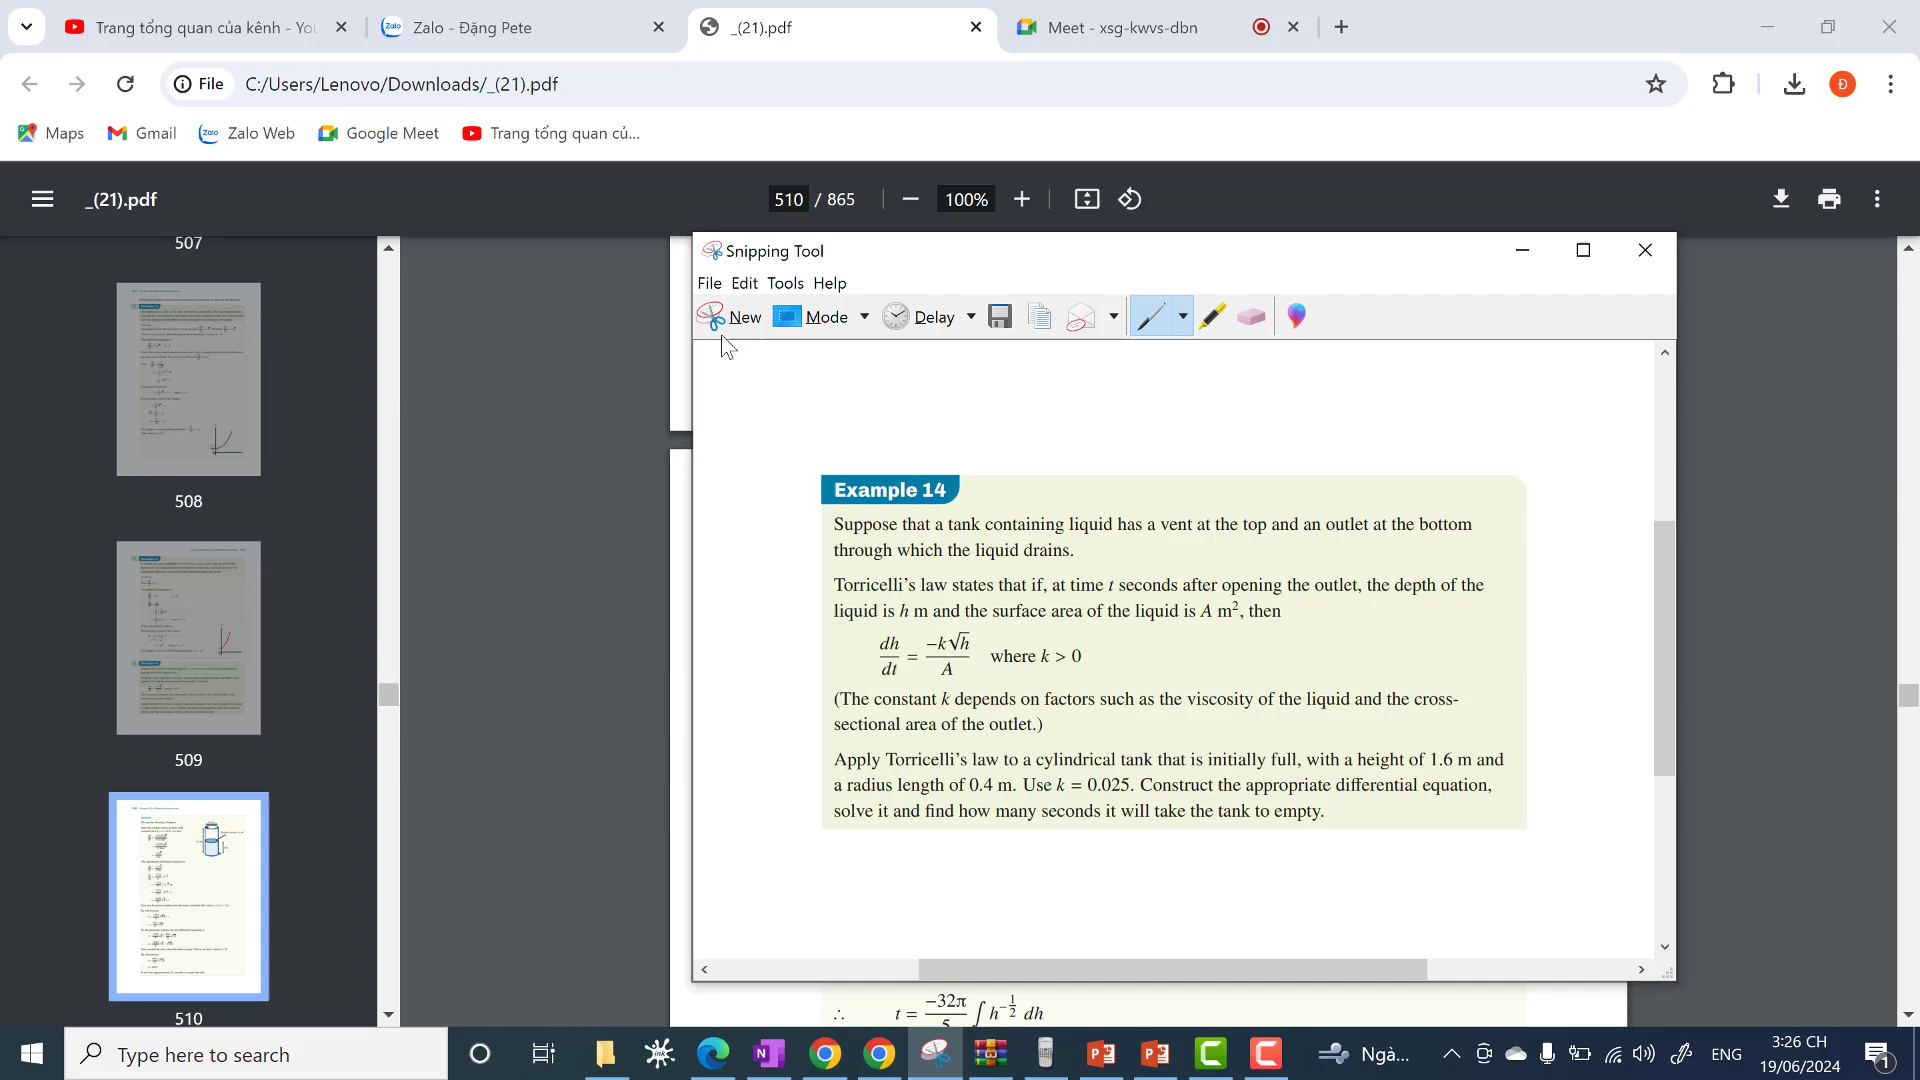 Trang tổng quan của kênh - You
Zalo - Đặng Pete
_(21).pdf
Meet - xsg-kwvs-dbn
File
C:/Users/Lenovo/Downloads/_(21).pdf
Đ
Maps
Gmail
Zalo Web
Google Meet
Trang tổng quan củ...
_(21).pdf
510 / 865
100%
507
508
509
510
Snipping Tool
File Edit Tools Help
New
Mode
Delay
Example 14
Suppose that a tank containing liquid has a vent at the top and an outlet at the bottom
through which the liquid drains.
Torricelli's law states that if, at time t seconds after opening the outlet, the depth of the
liquid is h m and the surface area of the liquid is A m², then
dh/dt = -k√h/A where k > 0
(The constant k depends on factors such as the viscosity of the liquid and the cross-
sectional area of the outlet.)
Apply Torricelli's law to a cylindrical tank that is initially full, with a height of 1.6 m and
a radius length of 0.4 m. Use k = 0.025. Construct the appropriate differential equation,
solve it and find how many seconds it will take the tank to empty.
∴ t = -32π/5 ∫ h^(-1/2) dh
Type here to search
Ngà...
ENG
3:26 CH
19/06/2024
1